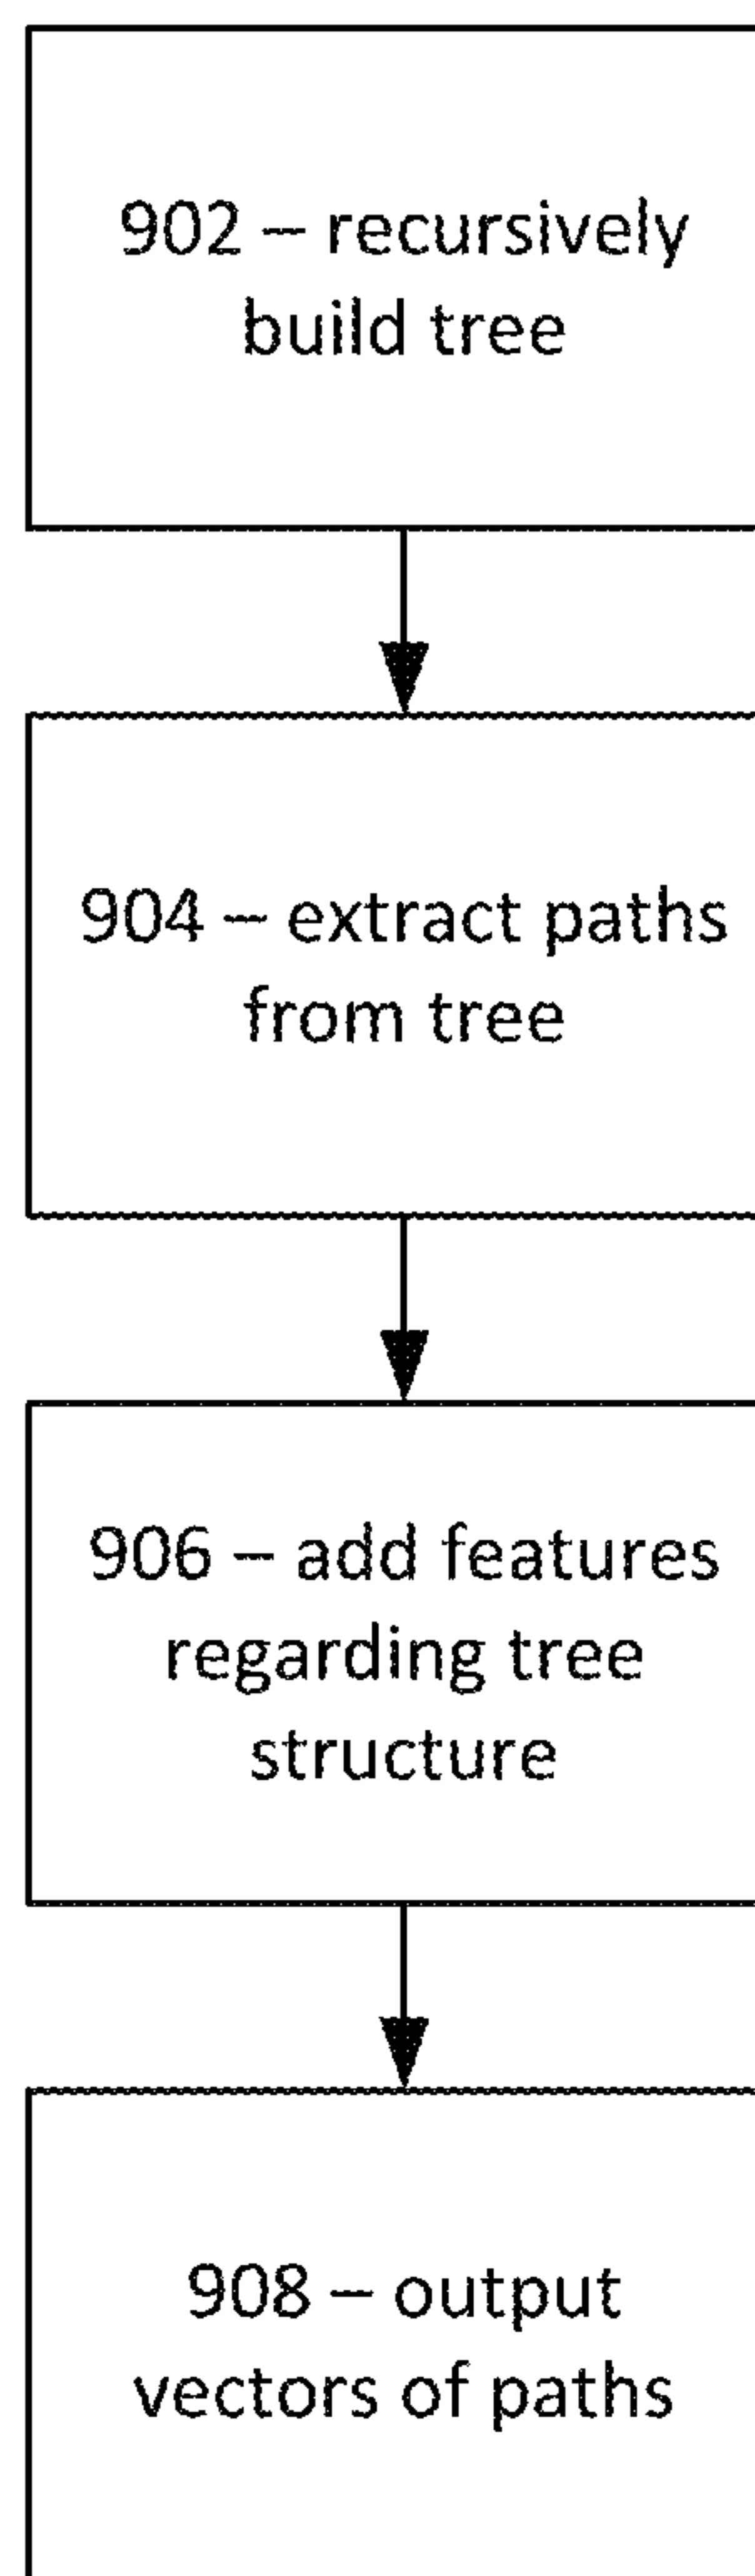 902 – recursively
build tree
904 – extract paths
from tree
906 – add features
regarding tree
structure
908 – output
vectors of paths